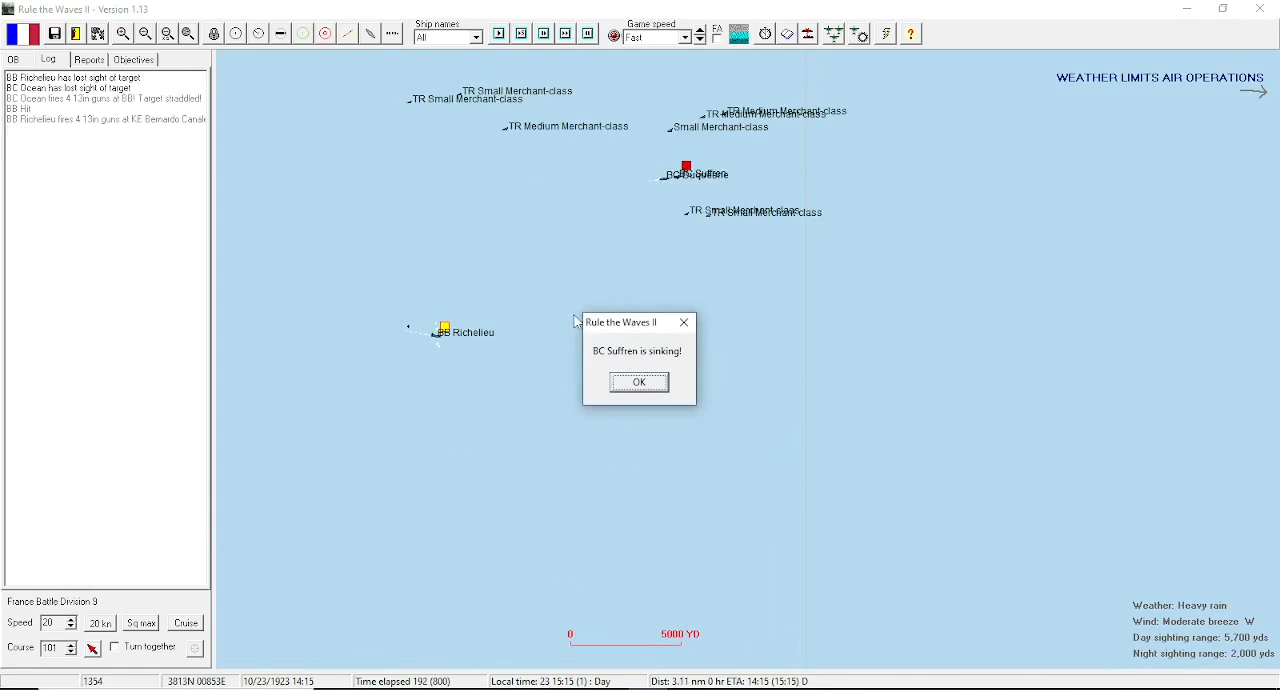 Rule the Waves II - Version 1.13
Ship names
All
Game speed
Fast
FA
OB
Log
Reports
Objectives
BB Richelieu has lost sight of target
BC Ocean has lost sight of target
BC Ocean fires 4 13in guns at BB! Target straddled!
BB Hit
BB Richelieu fires 4 13in guns at KE Bernardo Canale
WEATHER LIMITS AIR OPERATIONS
TR Small Merchant-class
TR Small Merchant-class
TR Medium Merchant-class
TR Medium Merchant-class
TR Medium Merchant-class
Small Merchant-class
BC Suffren
BC Duquesne
TR Small Merchant-class
TR Small Merchant-class
BB Richelieu
Rule the Waves II
BC Suffren is sinking!
OK
0
5000 YD
Weather: Heavy rain
Wind: Moderate breeze W
Day sighting range: 5,700 yds
Night sighting range: 2,000 yds
France Battle Division 9
Speed
20
20 kn
Sq max
Cruise
Course
101
Turn together
1354
3813N 00853E
10/23/1923 14:15
Time elapsed 192 (800)
Local time: 23 15:15 (1) : Day
Dist: 3.11 nm 0 hr ETA: 14:15 (15:15) D